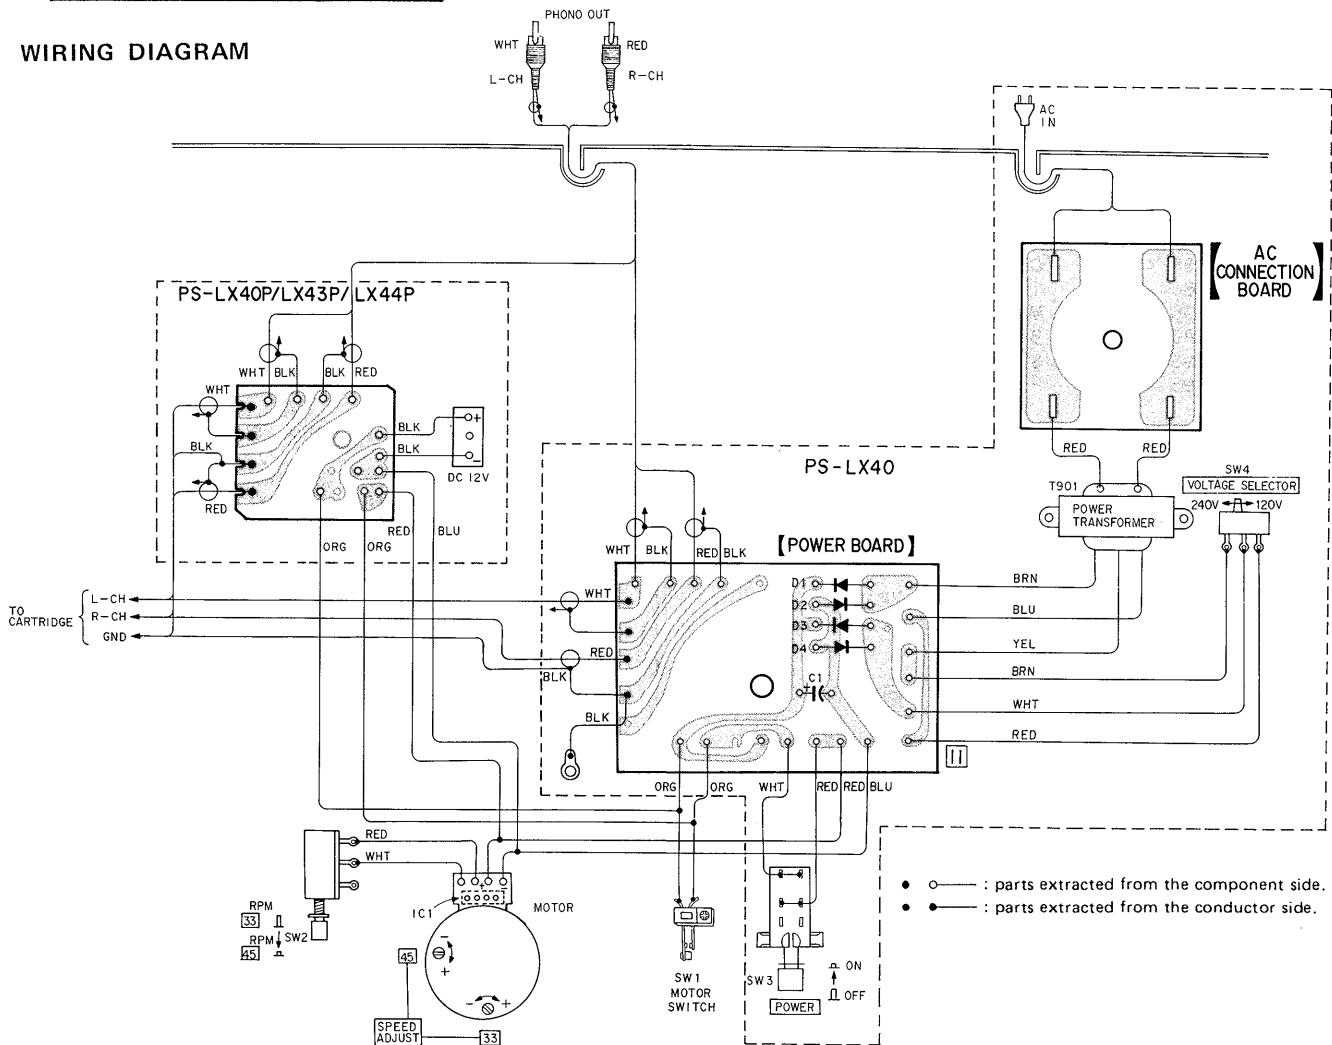 WIRING DIAGRAM
PHONO OUT
WHT
RED
L-CH
R-CH
AC
IN
AC
CONNECTION
BOARD
PS-LX40P/LX43P/LX44P
WHT BLK BLK RED
WHT
BLK
RED
BLK
BLK
+
-
DC 12V
ORG ORG RED BLU
RED RED
T901
POWER
TRANSFORMER
SW4
VOLTAGE SELECTOR
240V 120V
PS-LX40
WHT BLK RED BLK
【POWER BOARD】
D1
D2
D3
D4
+ C1
BRN
BLU
YEL
BRN
WHT
RED
11
TO
CARTRIDGE
L-CH
R-CH
GND
WHT
RED
BLK
BLK
ORG ORG WHT RED RED BLU
RED
WHT
+
IC1
MOTOR
RPM
33
RPM
45
SW2
45
-
+
- +
SPEED
ADJUST
33
SW1
MOTOR
SWITCH
SW3
POWER
ON
OFF
: parts extracted from the component side.
: parts extracted from the conductor side.